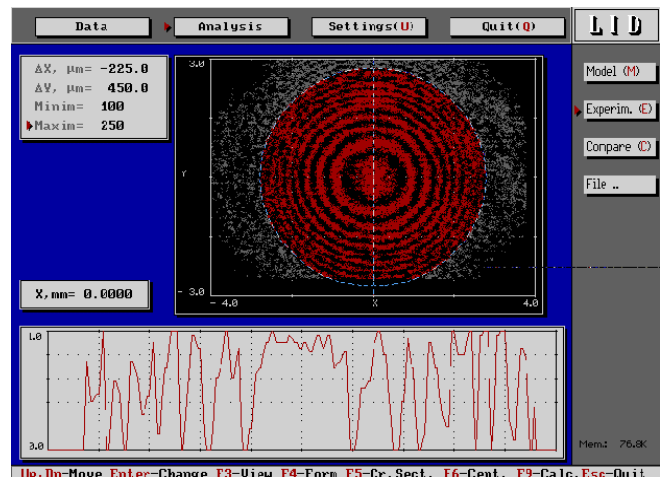 Data Analysis Settings(U) Quit(Q) LID
ΔX, μm= -225.0
ΔY, μm= 450.0
Minim= 100
Maxim= 250
3.0
Y
- 3.0
- 4.0 X 4.0
X,mm= 0.0000
Model (M)
Experim. (E)
Compare (C)
File ..
1.0
3.0
Mem.: 76.8K
Up,Dn-Move Enter-Change F3-View F4-Form F5-Cr.Sect. F6-Cent. F9-Calc.Esc-Quit